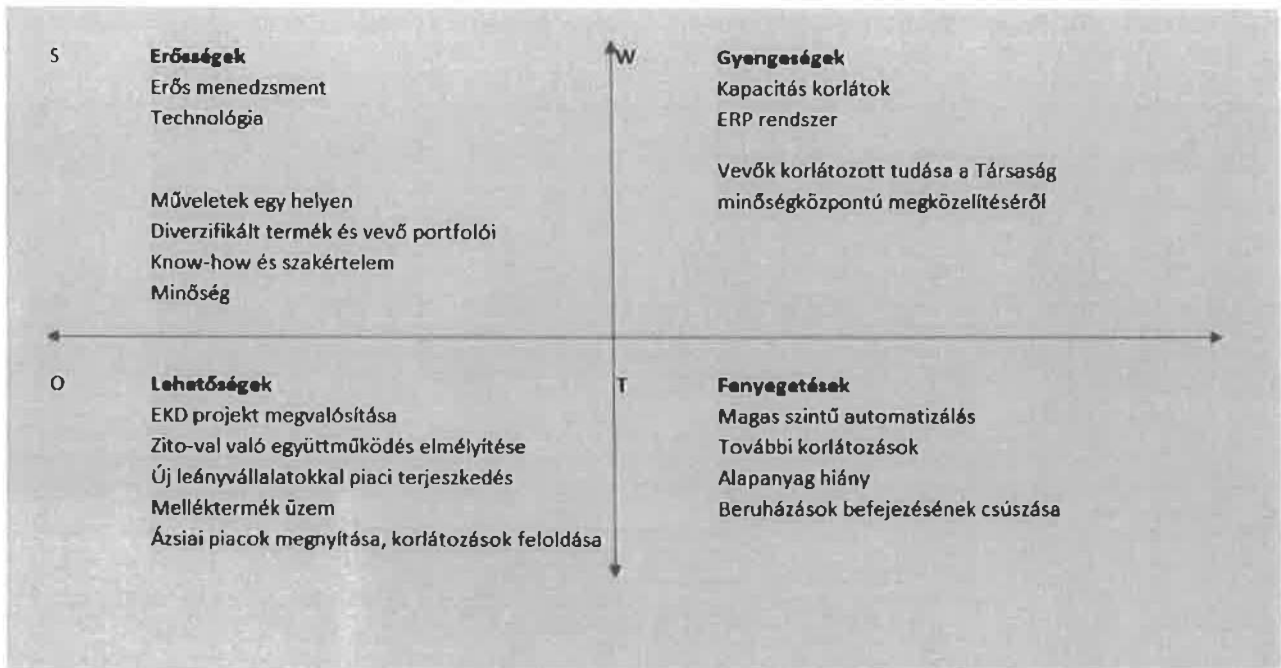 S
Erősségek
Erős menedzsment
Technológia
Műveletek egy helyen
Diverzifikált termék és vevő portfolói
Know-how és szakértelem
Minőség
W
Gyengeségek
Kapacitás korlátok
ERP rendszer
Vevők korlátozott tudása a Társaság
minőségközpontú megközelítéséről
O
Lehetőségek
EKD projekt megvalósítása
Zito-val való együttműködés elmélyítése
Új leányvállalatokkal piaci terjeszkedés
Melléktermék üzem
Ázsiai piacok megnyítása, korlátozások feloldása
T
Fenyegetések
Magas szintű automatizálás
További korlátozások
Alapanyag hiány
Beruházások befejezésének csúszása